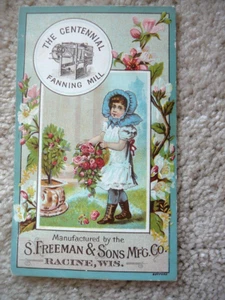 THE CENTENNIAL
FANNING MILL
Manufactured by the
S. FREEMAN & SONS MFG. CO.
RACINE, WIS.